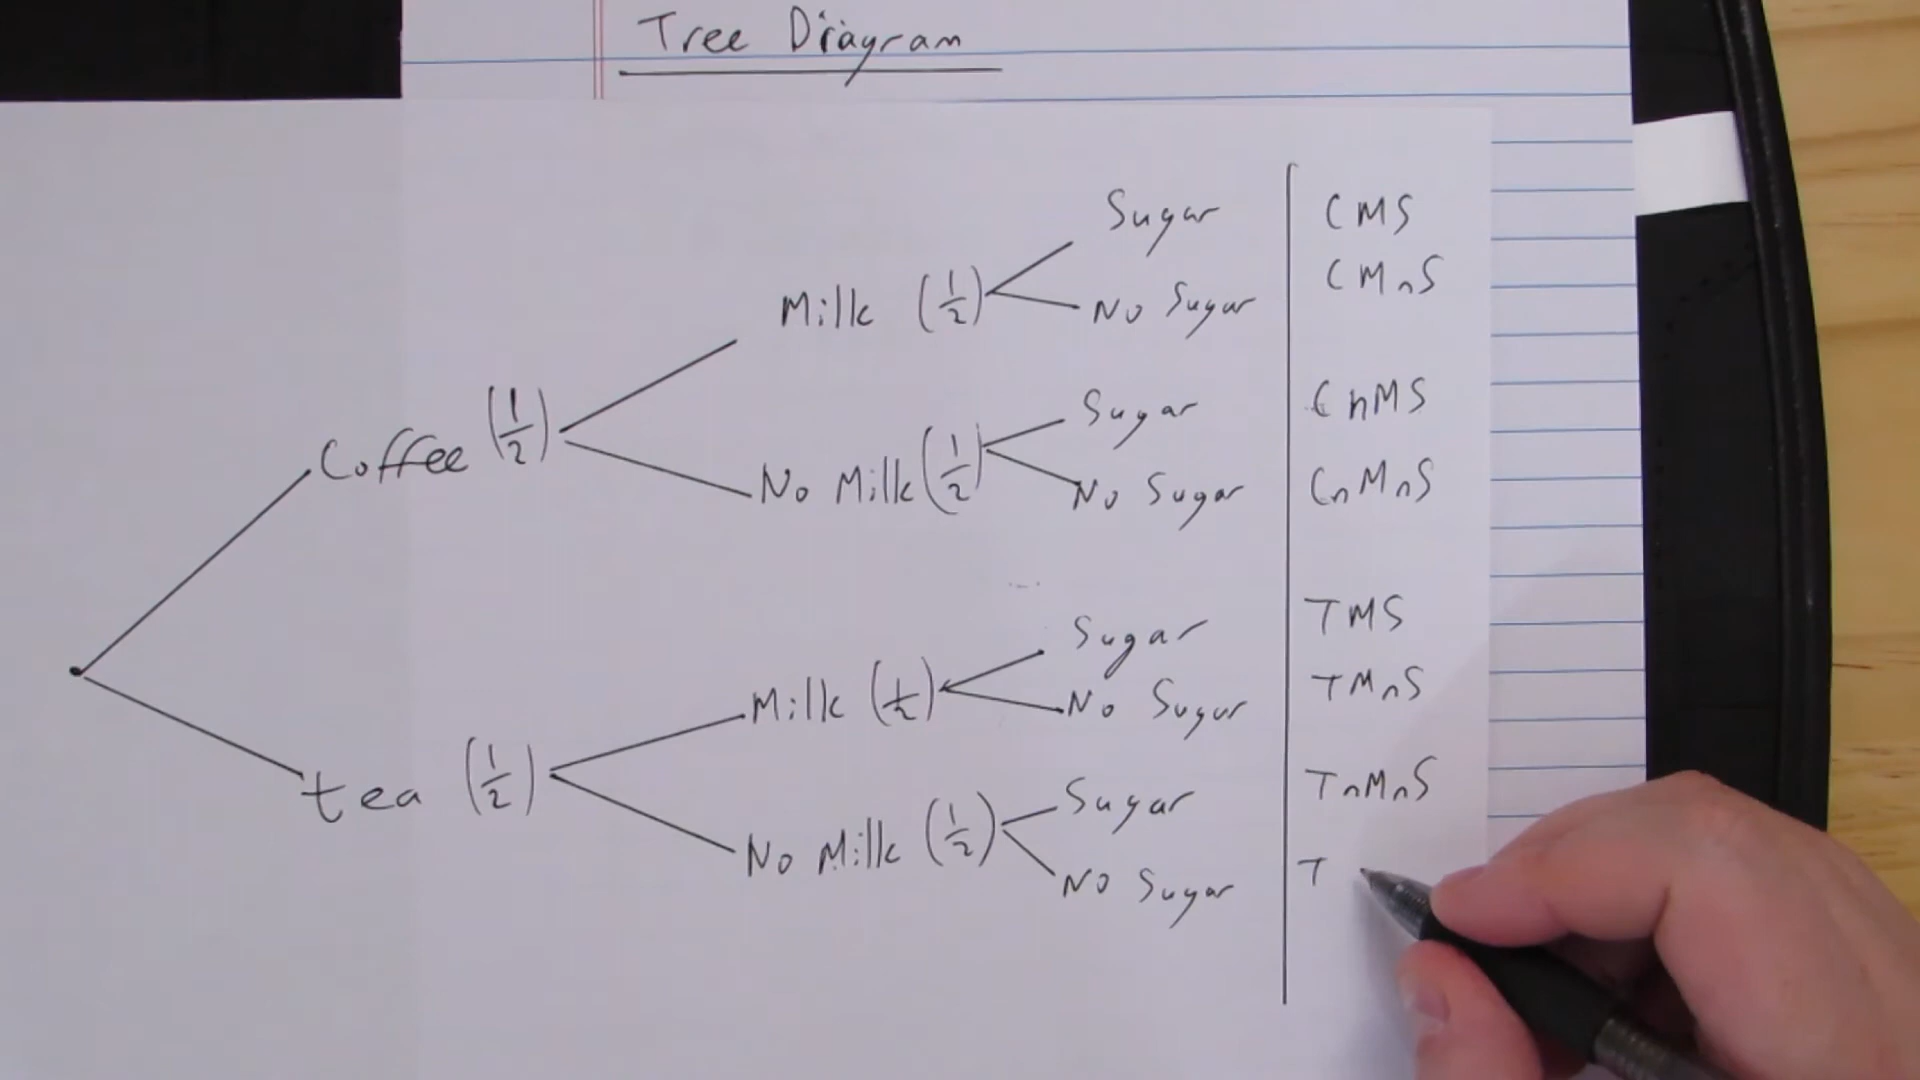 Tree Diagram
Sugar
CMS
Milk (1/2)
No Sugar
CMnS
Coffee (1/2)
Sugar
CnMS
No Milk (1/2)
No Sugar
CnMnS
Sugar
TMS
Milk (1/2)
No Sugar
TMnS
tea (1/2)
Sugar
TnMnS
No Milk (1/2)
No Sugar
T